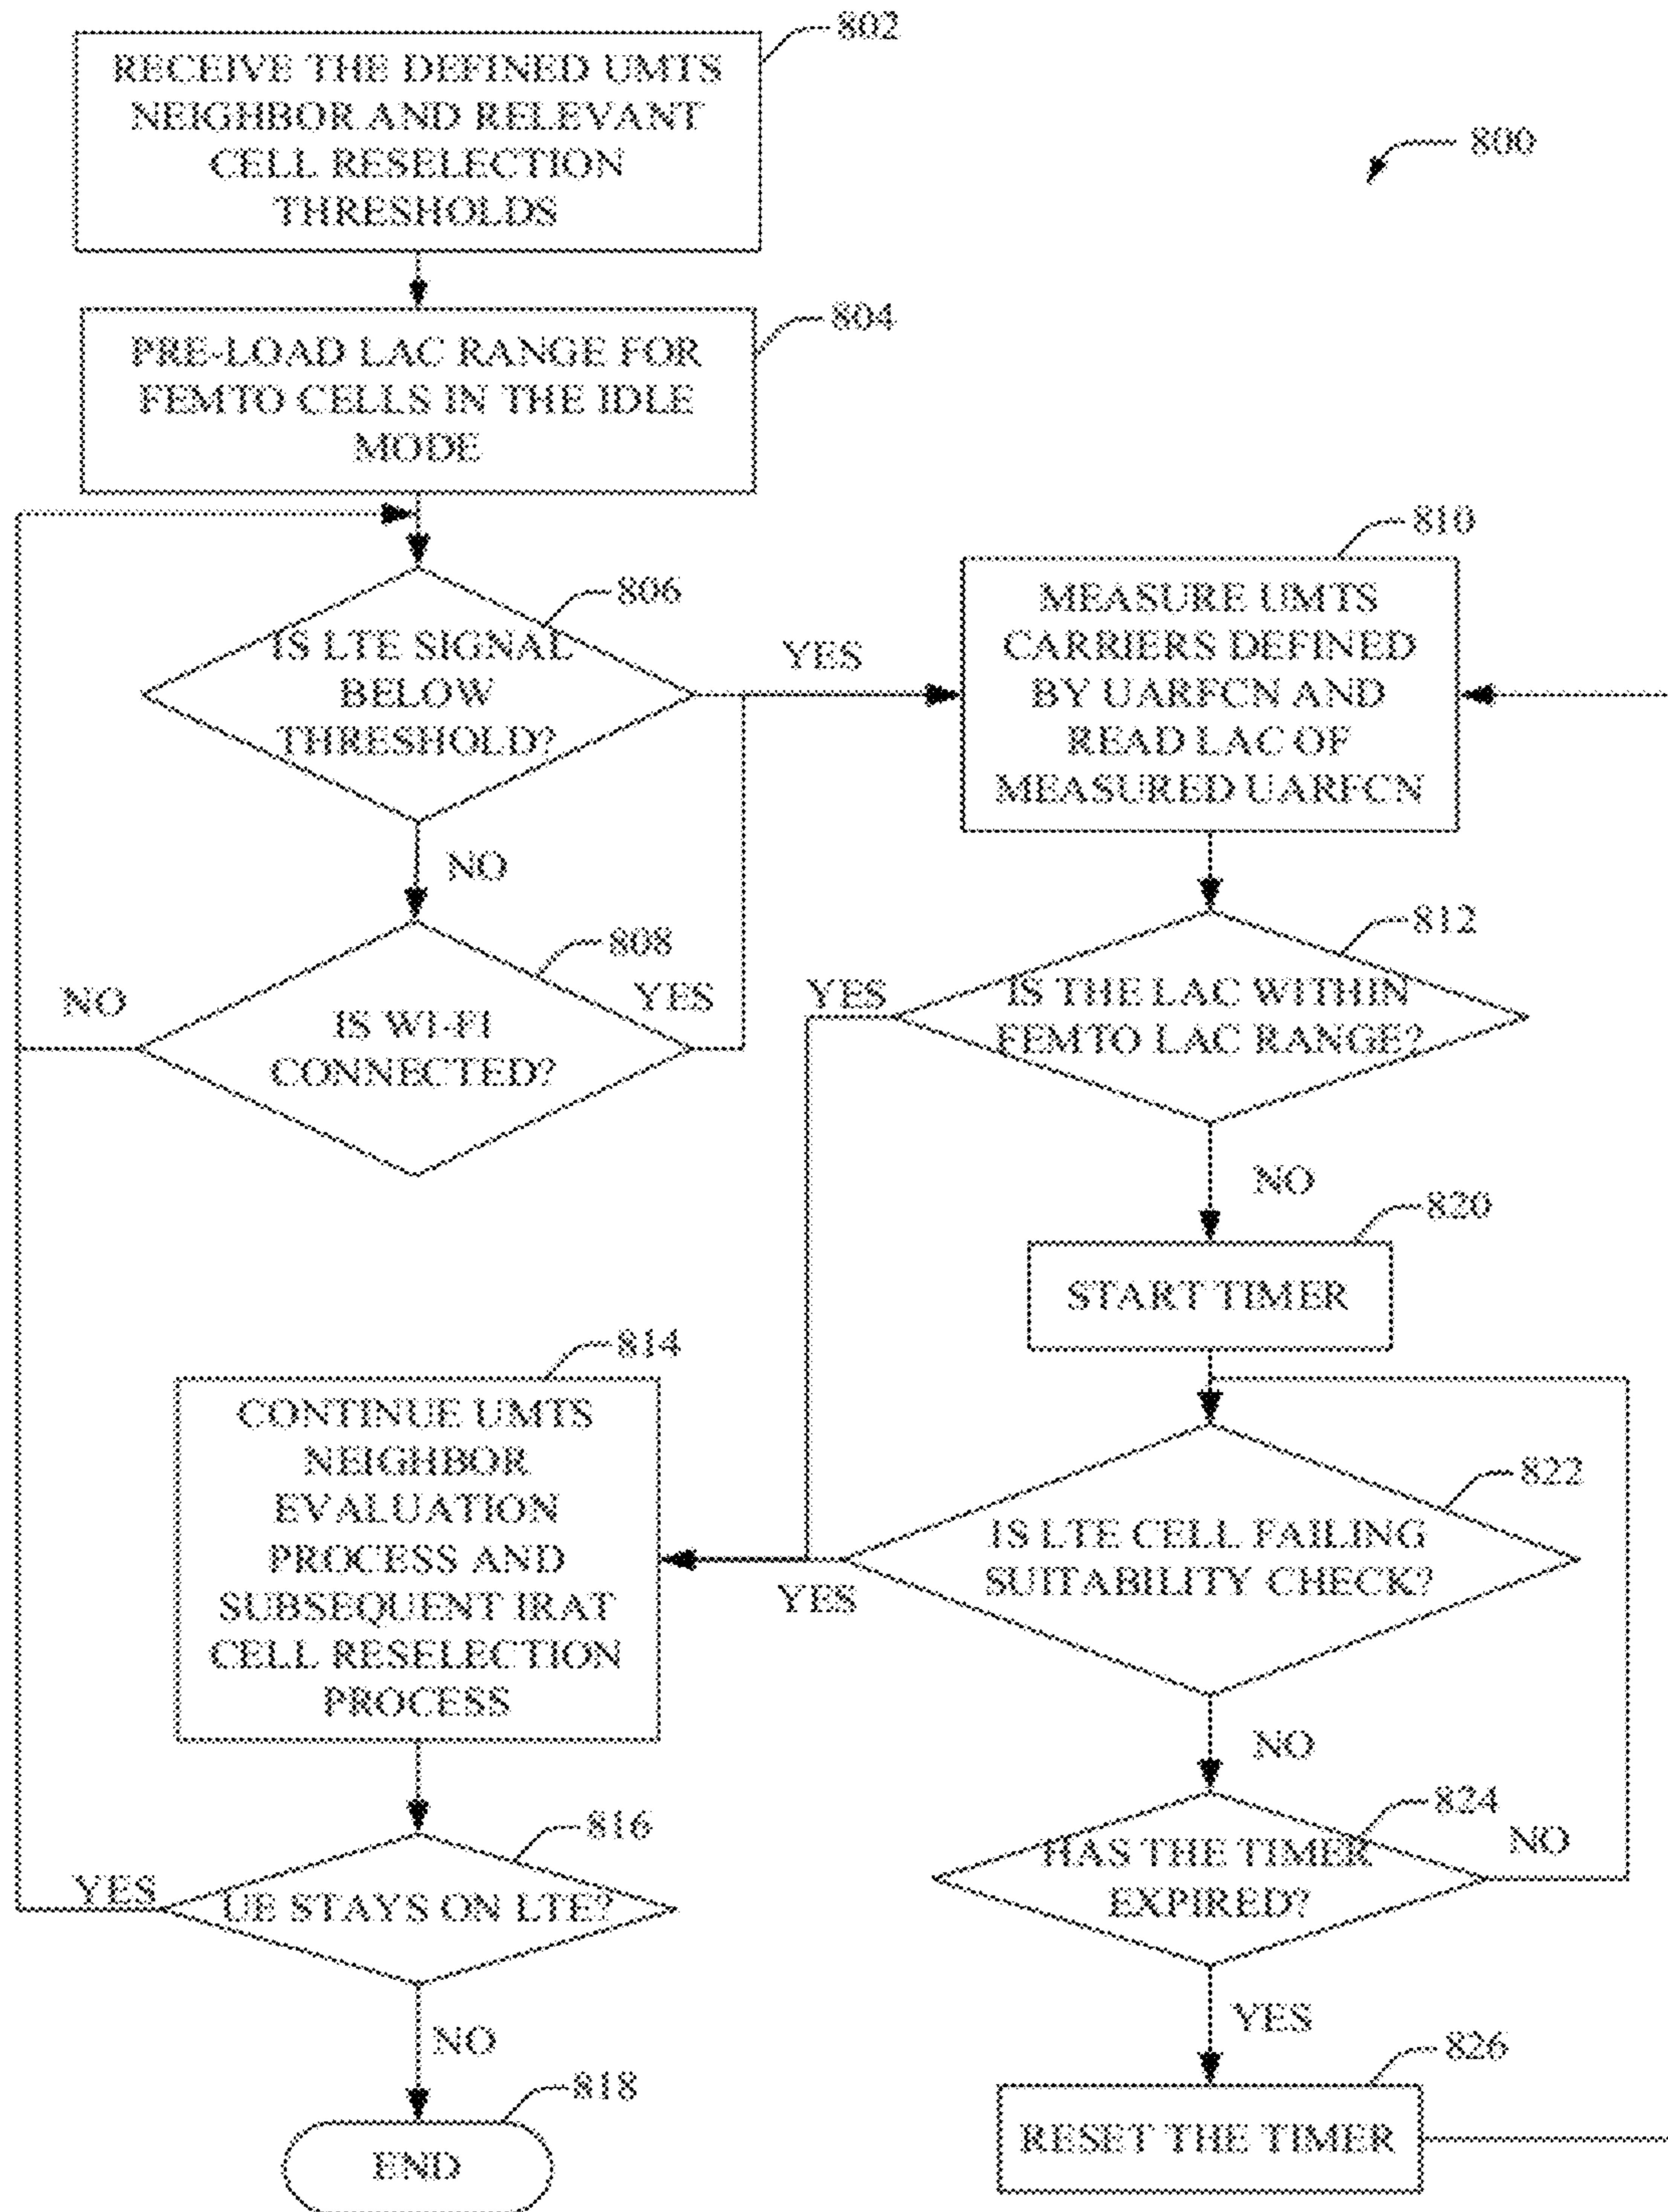 802
RECEIVE THE DEFINED UMTS
NEIGHBOR AND RELEVANT
CELL RESELECTION
THRESHOLDS
800
804
PRE-LOAD LAC RANGE FOR
FEMTO CELLS IN THE IDLE
MODE
806
IS LTE SIGNAL
BELOW
THRESHOLD?
YES
NO
808
IS WI-FI
CONNECTED?
NO
YES
810
MEASURE UMTS
CARRIERS DEFINED
BY UARFCN AND
READ LAC OF
MEASURED UARFCN
812
IS THE LAC WITHIN
FEMTO LAC RANGE?
YES
NO
820
START TIMER
814
CONTINUE UMTS
NEIGHBOR
EVALUATION
PROCESS AND
SUBSEQUENT IRAT
CELL RESELECTION
PROCESS
822
IS LTE CELL FAILING
SUITABILITY CHECK?
YES
NO
816
UE STAYS ON LTE?
YES
NO
824
HAS THE TIMER
EXPIRED?
NO
YES
818
END
826
RESET THE TIMER